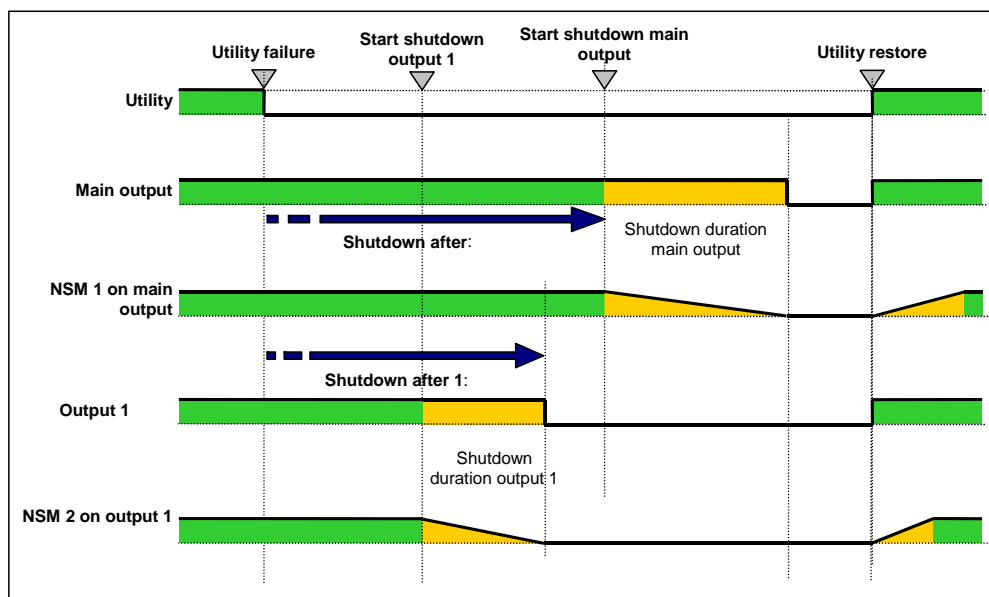 Utility failure
Start shutdown
output 1
Start shutdown main
output
Utility restore
Utility
Main output
Shutdown after:
Shutdown duration
main output
NSM 1 on main
output
Shutdown after 1:
Output 1
Shutdown
duration output 1
NSM 2 on output 1